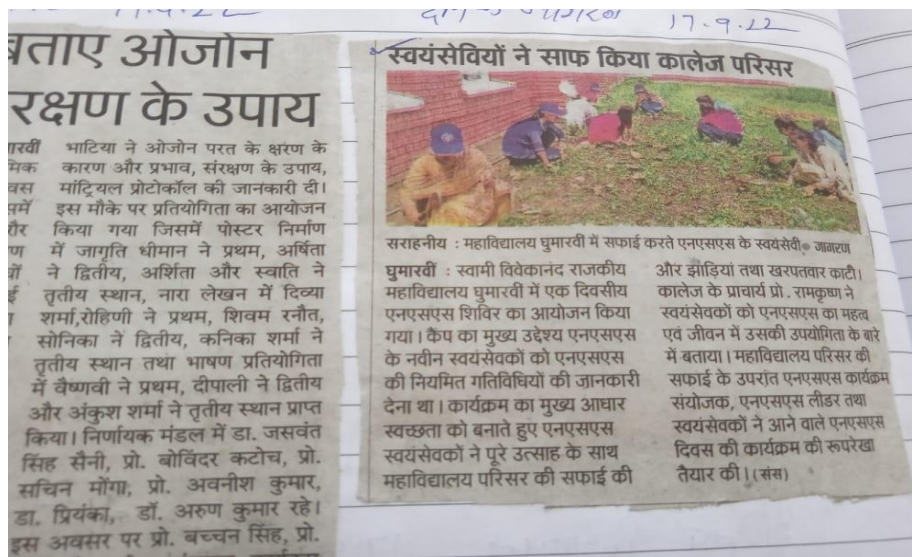 17.9.22
बताए ओजोन
रक्षण के उपाय
भाटिया ने ओजोन परत के क्षरण के
कारण और प्रभाव, संरक्षण के उपाय,
मांट्रियल प्रोटोकॉल की जानकारी दी।
इस मौके पर प्रतियोगिता का आयोजन
किया गया जिसमें पोस्टर निर्माण
में जागृति धीमान ने प्रथम, अर्षिता
ने द्वितीय, अर्शिता और स्वाति ने
तृतीय स्थान, नारा लेखन में दिव्या
शर्मा,रोहिणी ने प्रथम, शिवम रनौत,
सोनिका ने द्वितीय, कनिका शर्मा ने
तृतीय स्थान तथा भाषण प्रतियोगिता
में वैष्णवी ने प्रथम, दीपाली ने द्वितीय
और अंकुश शर्मा ने तृतीय स्थान प्राप्त
किया। निर्णायक मंडल में डा. जसवंत
सिंह सैनी, प्रो. बोविंदर कटोच, प्रो.
सचिन मोंगा, प्रो. अवनीश कुमार,
डा. प्रियंका, डॉ. अरुण कुमार रहे।
इस अवसर पर प्रो. बच्चन सिंह, प्रो.
स्वयंसेवियों ने साफ किया कालेज परिसर
सराहनीय : महाविद्यालय घुमारवीं में सफाई करते एनएसएस के स्वयंसेवी● जागरण
घुमारवीं : स्वामी विवेकानंद राजकीय
महाविद्यालय घुमारवीं में एक दिवसीय
एनएसएस शिविर का आयोजन किया
गया। कैंप का मुख्य उद्देश्य एनएसएस
के नवीन स्वयंसेवकों को एनएसएस
की नियमित गतिविधियों की जानकारी
देना था। कार्यक्रम का मुख्य आधार
स्वच्छता को बनाते हुए एनएसएस
स्वयंसेवकों ने पूरे उत्साह के साथ
महाविद्यालय परिसर की सफाई की
और झाड़ियां तथा खरपतवार काटी।
कालेज के प्राचार्य प्रो. रामकृष्ण ने
स्वयंसेवकों को एनएसएस का महत्व
एवं जीवन में उसकी उपयोगिता के बारे
में बताया। महाविद्यालय परिसर की
सफाई के उपरांत एनएसएस कार्यक्रम
संयोजक, एनएसएस लीडर तथा
स्वयंसेवकों ने आने वाले एनएसएस
दिवस की कार्यक्रम की रूपरेखा
तैयार की। (संस)